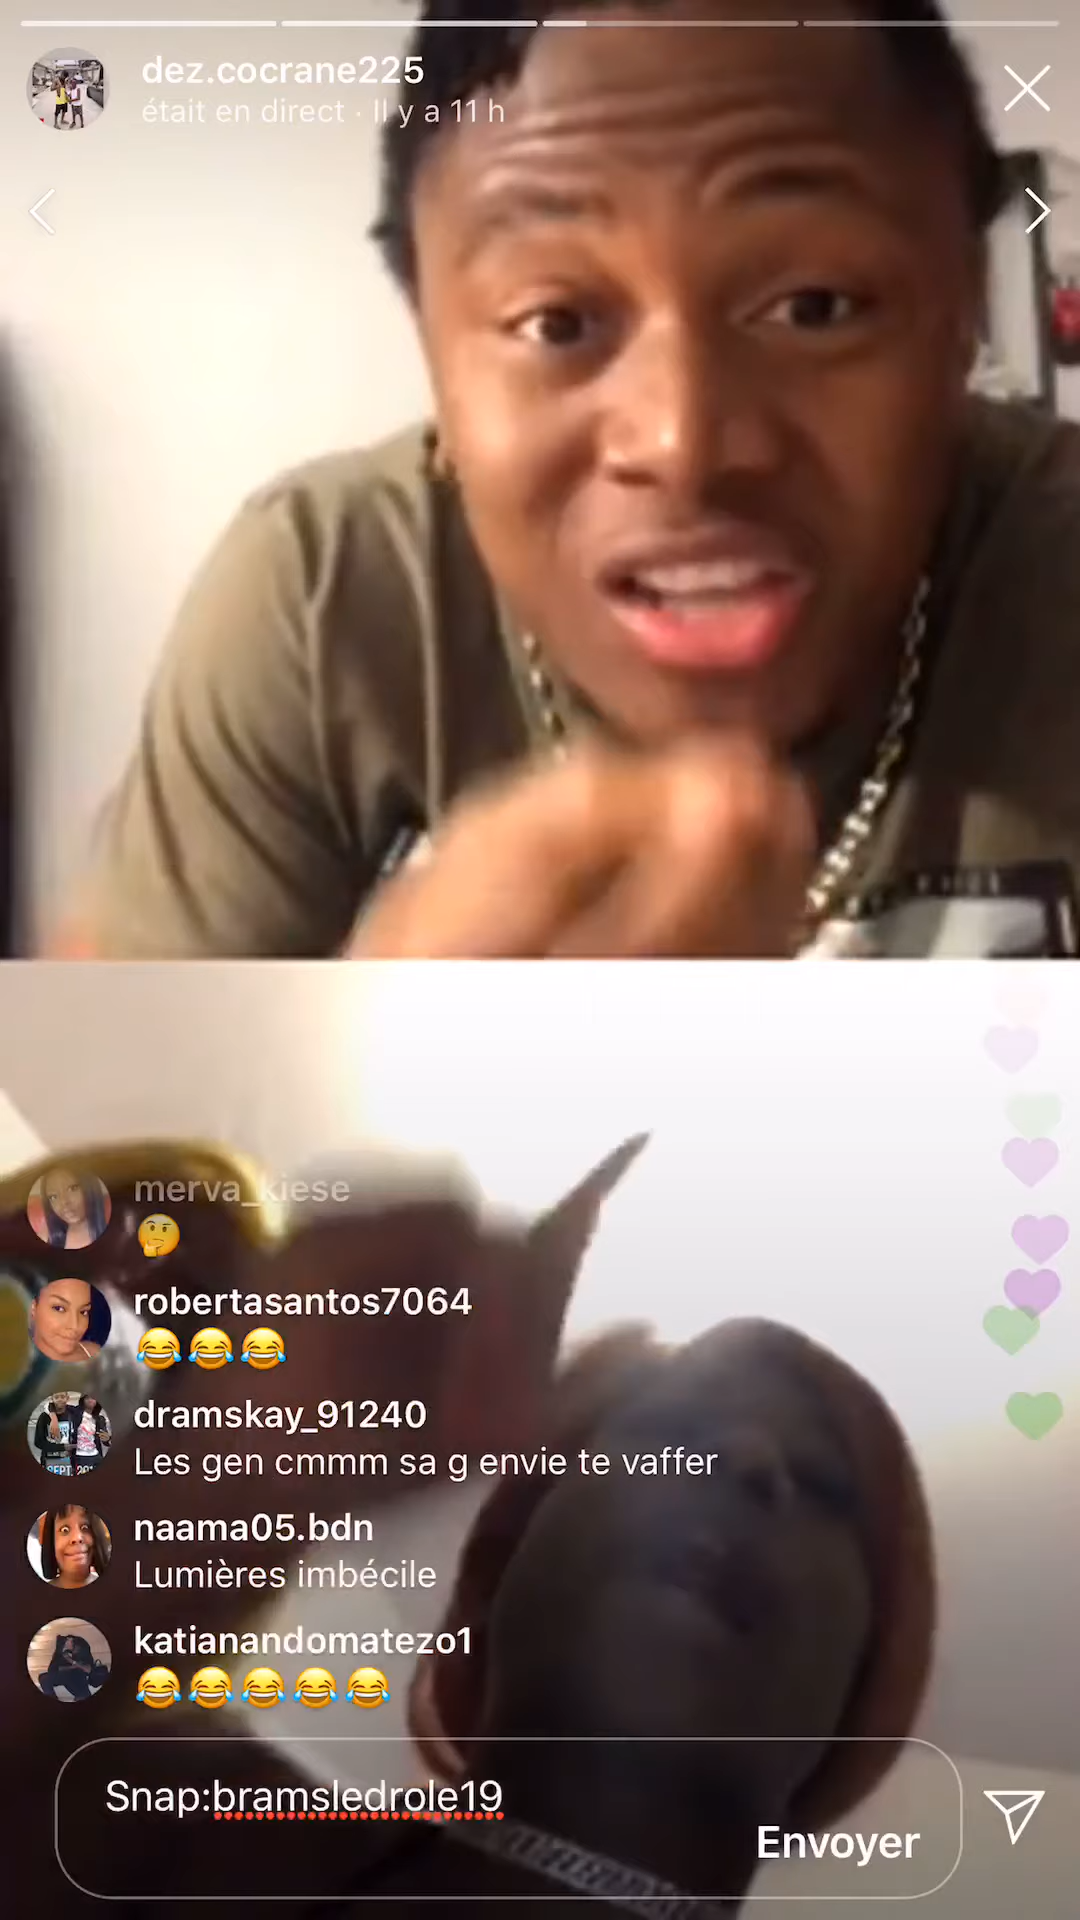 dez.cocrane225
était en direct · Il y a 11 h
merva_kiese
🤔
robertasantos7064
😂😂😂
dramskay_91240
Les gen cmmm sa g envie te vaffer
naama05.bdn
Lumières imbécile
katianandomatezo1
😂😂😂😂😂
Snap:bramsledrole19
Envoyer